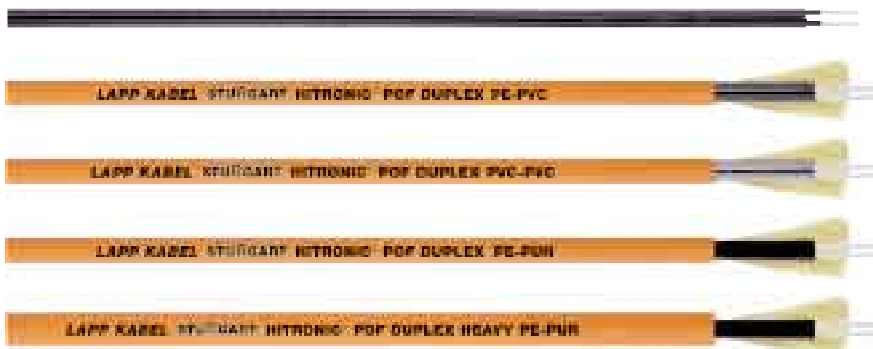 LAPP KABEL STUTTGART HITRONIC POF DUPLEX PE-PVC
LAPP KABEL STUTTGART HITRONIC POF DUPLEX PVC-PVC
LAPP KABEL STUTTGART HITRONIC POF DUPLEX PE-PUR
LAPP KABEL STUTTGART HITRONIC POF DUPLEX HEAVY PE-PUR